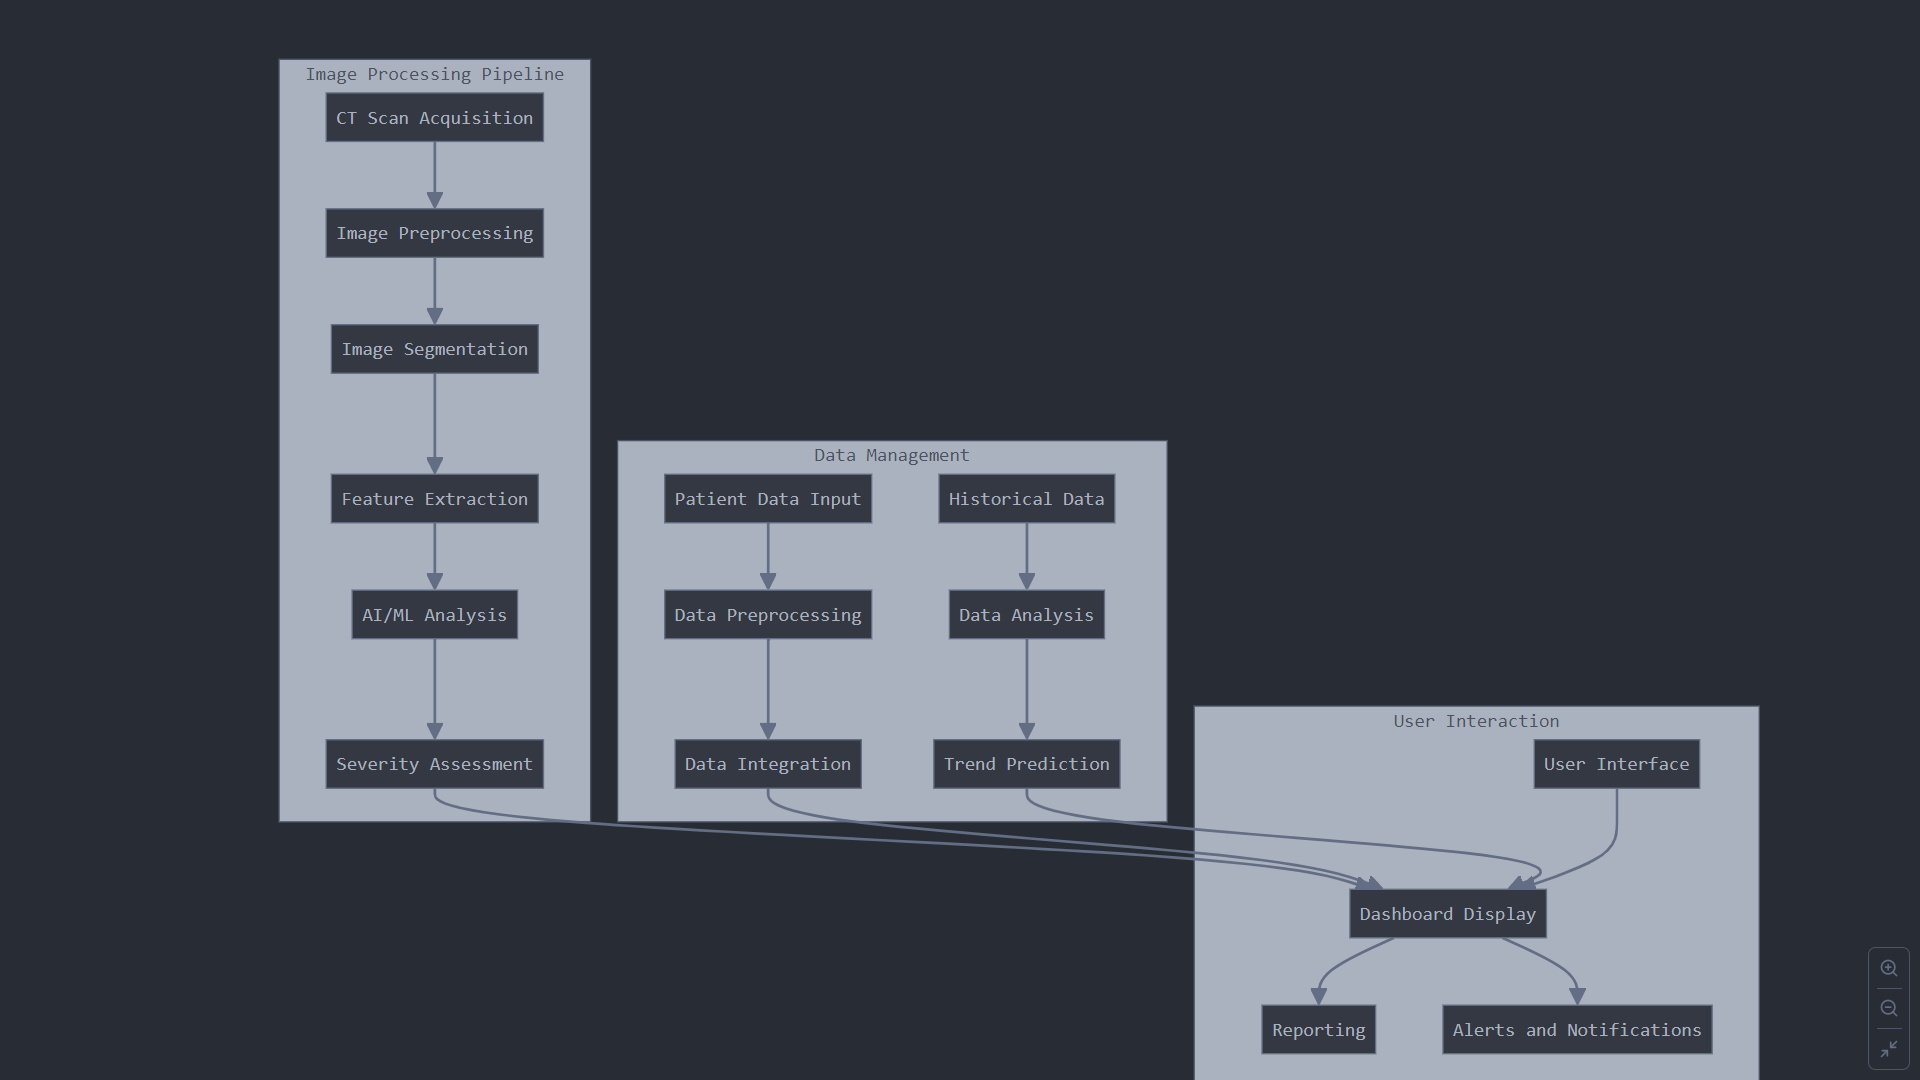 Image Processing Pipeline
CT Scan Acquisition
Image Preprocessing
Image Segmentation
Feature Extraction
AI/ML Analysis
Severity Assessment
Data Management
Patient Data Input
Historical Data
Data Preprocessing
Data Analysis
Data Integration
Trend Prediction
User Interaction
User Interface
Dashboard Display
Reporting
Alerts and Notifications